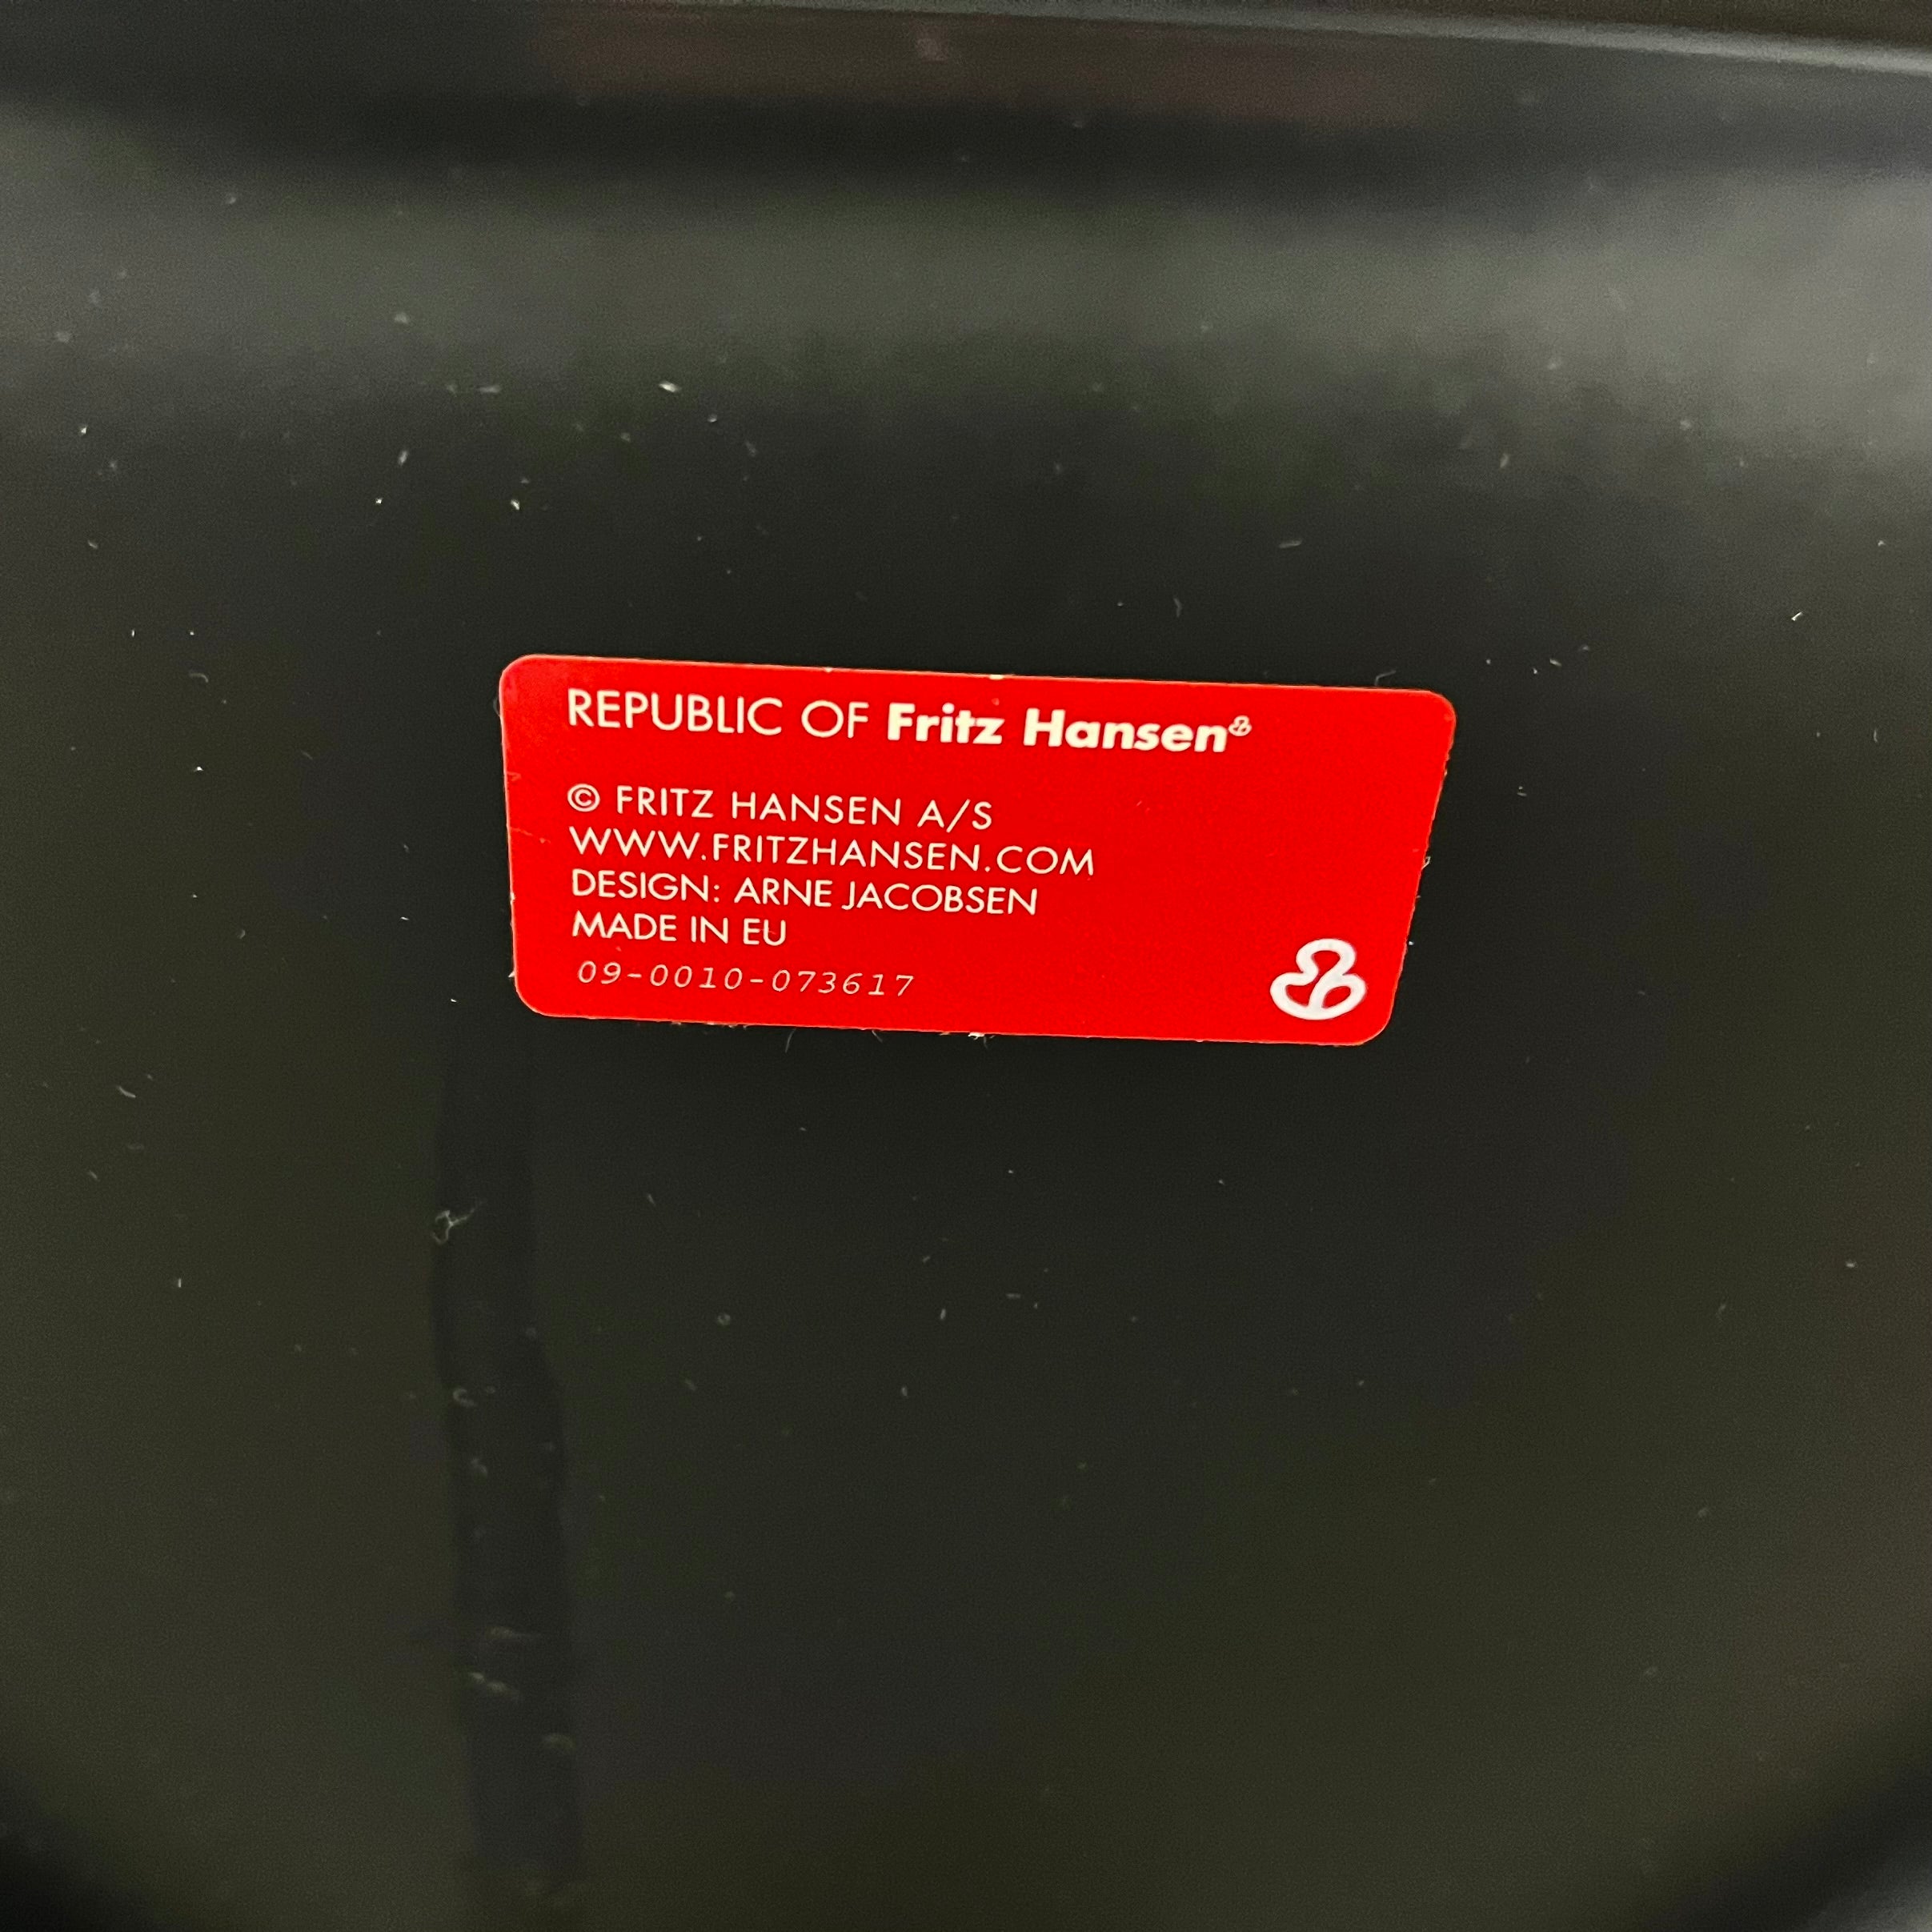 REPUBLIC OF Fritz Hansen
© FRITZ HANSEN A/S
WWW.FRITZHANSEN.COM
DESIGN: ARNE JACOBSEN
MADE IN EU
09-0010-073617